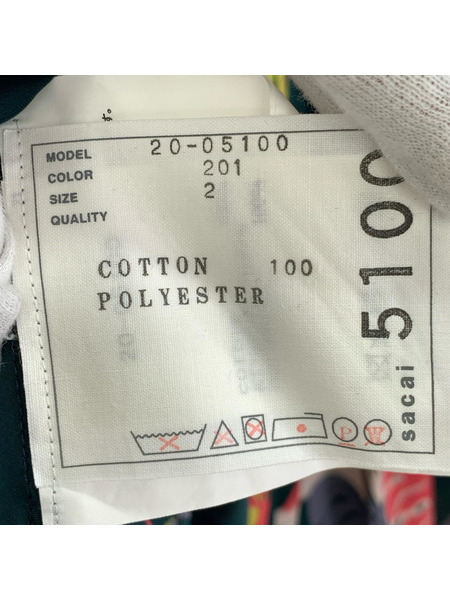 MODEL 20-05100
COLOR 201
SIZE 2
QUALITY
COTTON 100
POLYESTER
P
W
sacai 5100